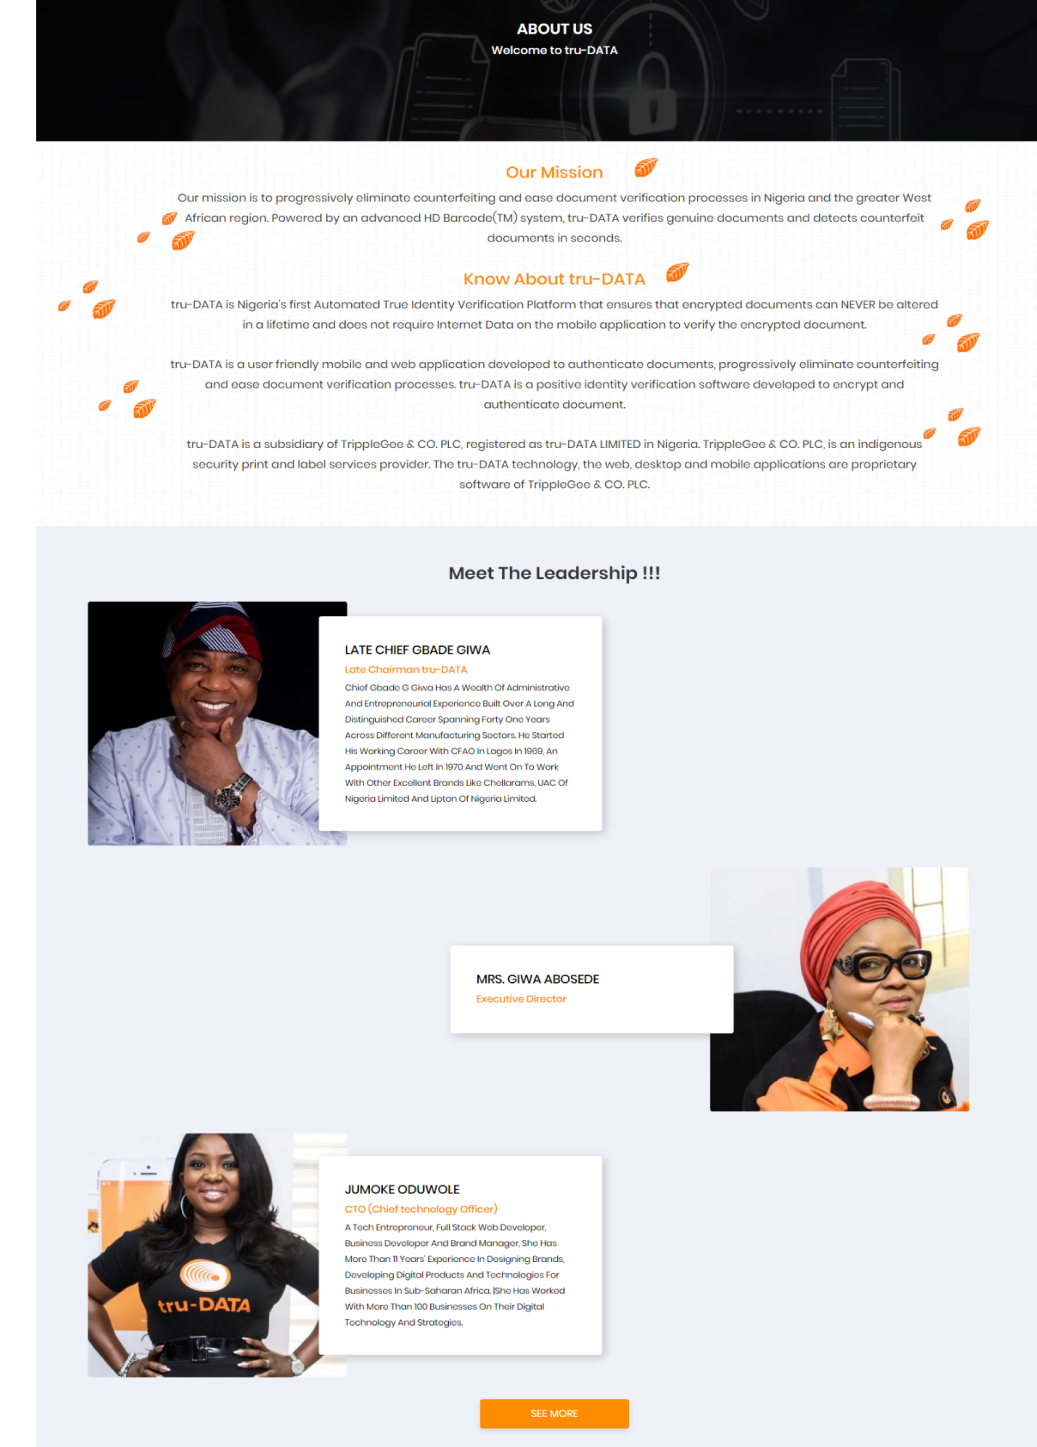 ABOUT US
Welcome to tru-DATA
Our Mission
Our mission is to progressively eliminate counterfeiting and ease document verification processes in Nigeria and the greater West
African region. Powered by an advanced HD Barcode(TM) system, tru-DATA verifies genuine documents and detects counterfeit
documents in seconds.
Know About tru-DATA
tru-DATA is Nigeria's first Automated True Identity Verification Platform that ensures that encrypted documents can NEVER be altered
in a lifetime and does not require Internet Data on the mobile application to verify the encrypted document.
tru-DATA is a user friendly mobile and web application developed to authenticate documents, progressively eliminate counterfeiting
and ease document verification processes. tru-DATA is a positive identity verification software developed to encrypt and
authenticate document.
tru-DATA is a subsidiary of TrippleGee & CO. PLC, registered as tru-DATA LIMITED in Nigeria. TrippleGee & CO. PLC, is an indigenous
security print and label services provider. The tru-DATA technology, the web, desktop and mobile applications are proprietary
software of TrippleGee & CO. PLC.
Meet The Leadership !!!
LATE CHIEF GBADE GIWA
Late Chairman tru-DATA
Chief Gbade G Giwa Has A Wealth Of Administrative
And Entrepreneurial Experience Built Over A Long And
Distinguished Career Spanning Forty One Years
Across Different Manufacturing Sectors. He Started
His Working Career With CFAO In Lagos In 1969, An
Appointment He Left In 1970 And Went On To Work
With Other Excellent Brands Like Chellarams, UAC Of
Nigeria Limited And Lipton Of Nigeria Limited.
MRS. GIWA ABOSEDE
Executive Director
JUMOKE ODUWOLE
CTO (Chief technology Officer)
A Tech Entrepreneur, Full Stack Web Developer,
Business Developer And Brand Manager, She Has
More Than 11 Years' Experience In Designing Brands,
Developing Digital Products And Technologies For
Businesses In Sub-Saharan Africa. |She Has Worked
With More Than 100 Businesses On Their Digital
Technology And Strategies.
tru-DATA
SEE MORE